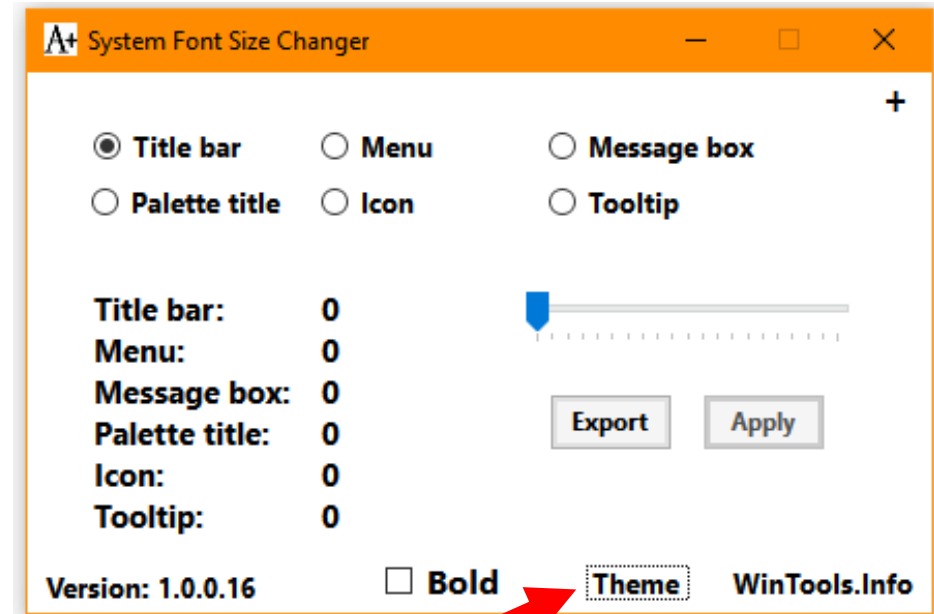 A+ System Font Size Changer
+
Title bar Menu Message box
Palette title Icon Tooltip
Title bar: 0
Menu: 0
Message box: 0
Palette title: 0
Icon: 0
Tooltip: 0
Export Apply
Version: 1.0.0.16 Bold Theme WinTools.Info